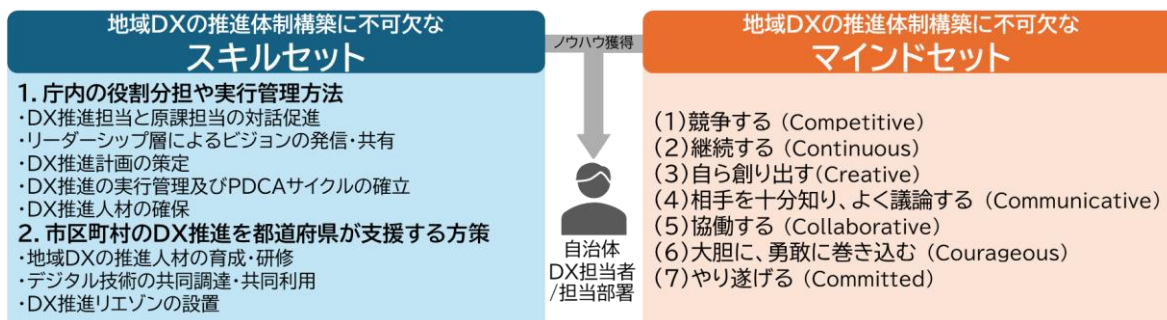 地域DXの推進体制構築に不可欠な
スキルセット
1. 庁内の役割分担や実行管理方法
・DX推進担当と原課担当の対話促進
・リーダーシップ層によるビジョンの発信・共有
・DX推進計画の策定
・DX推進の実行管理及びPDCAサイクルの確立
・DX推進人材の確保
2. 市区町村のDX推進を都道府県が支援する方策
・地域DXの推進人材の育成・研修
・デジタル技術の共同調達・共同利用
・DX推進リエゾンの設置
ノウハウ獲得
自治体
DX担当者
/担当部署
地域DXの推進体制構築に不可欠な
マインドセット
(1)競争する (Competitive)
(2)継続する (Continuous)
(3)自ら創り出す(Creative)
(4)相手を十分知り、よく議論する (Communicative)
(5)協働する (Collaborative)
(6)大胆に、勇敢に巻き込む (Courageous)
(7)やり遂げる (Committed)